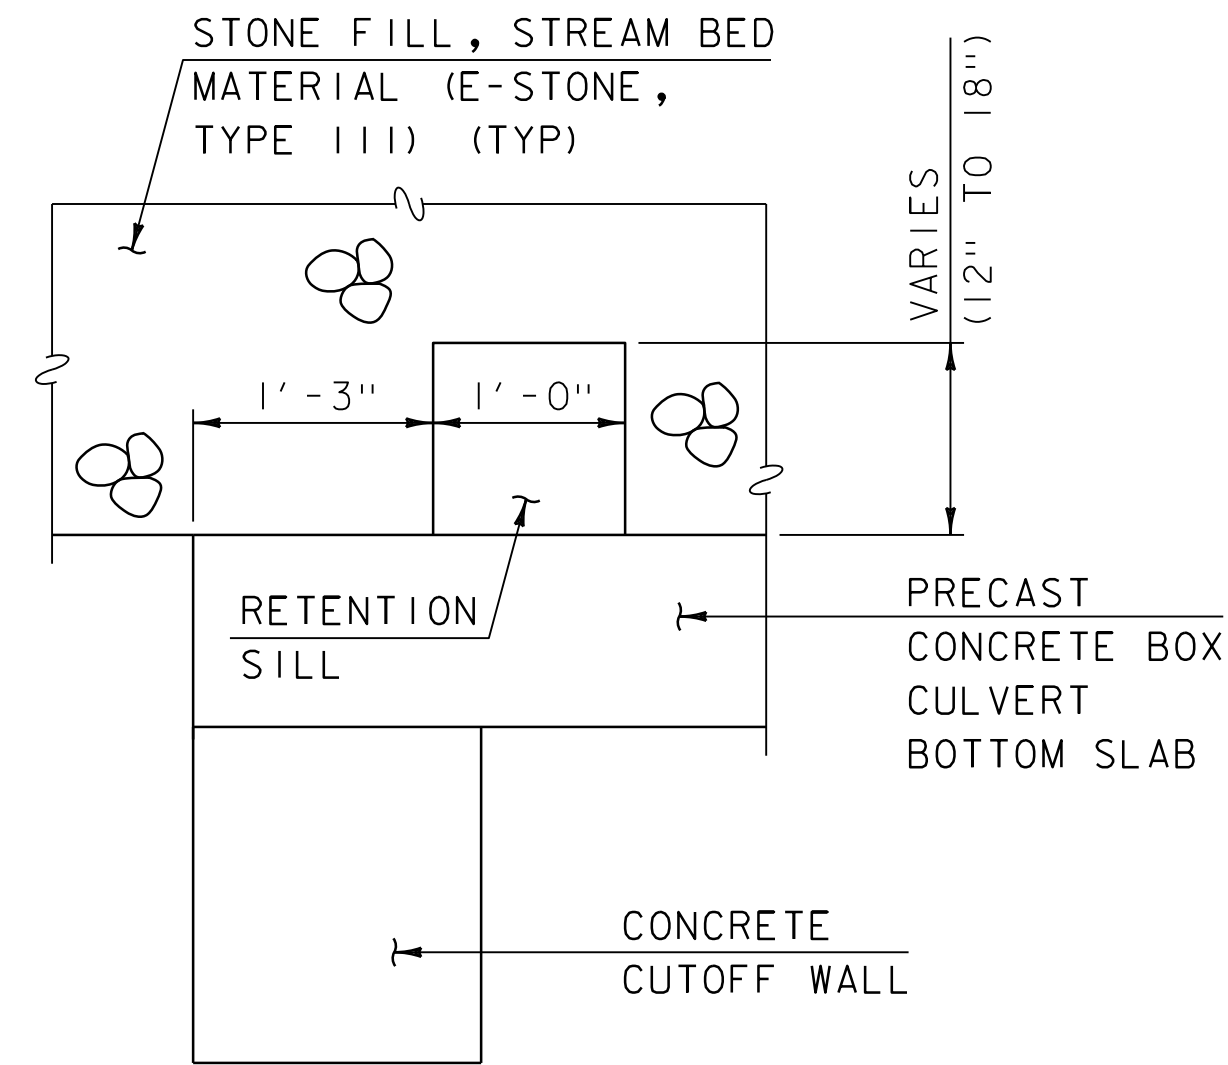 STONE FILL, STREAM BED
MATERIAL (E-STONE,
TYPE III) (TYP)
VARIES
(12" TO 18")
1'-3"
1'-0"
RETENTION
SILL
PRECAST
CONCRETE BOX
CULVERT
BOTTOM SLAB
CONCRETE
CUTOFF WALL